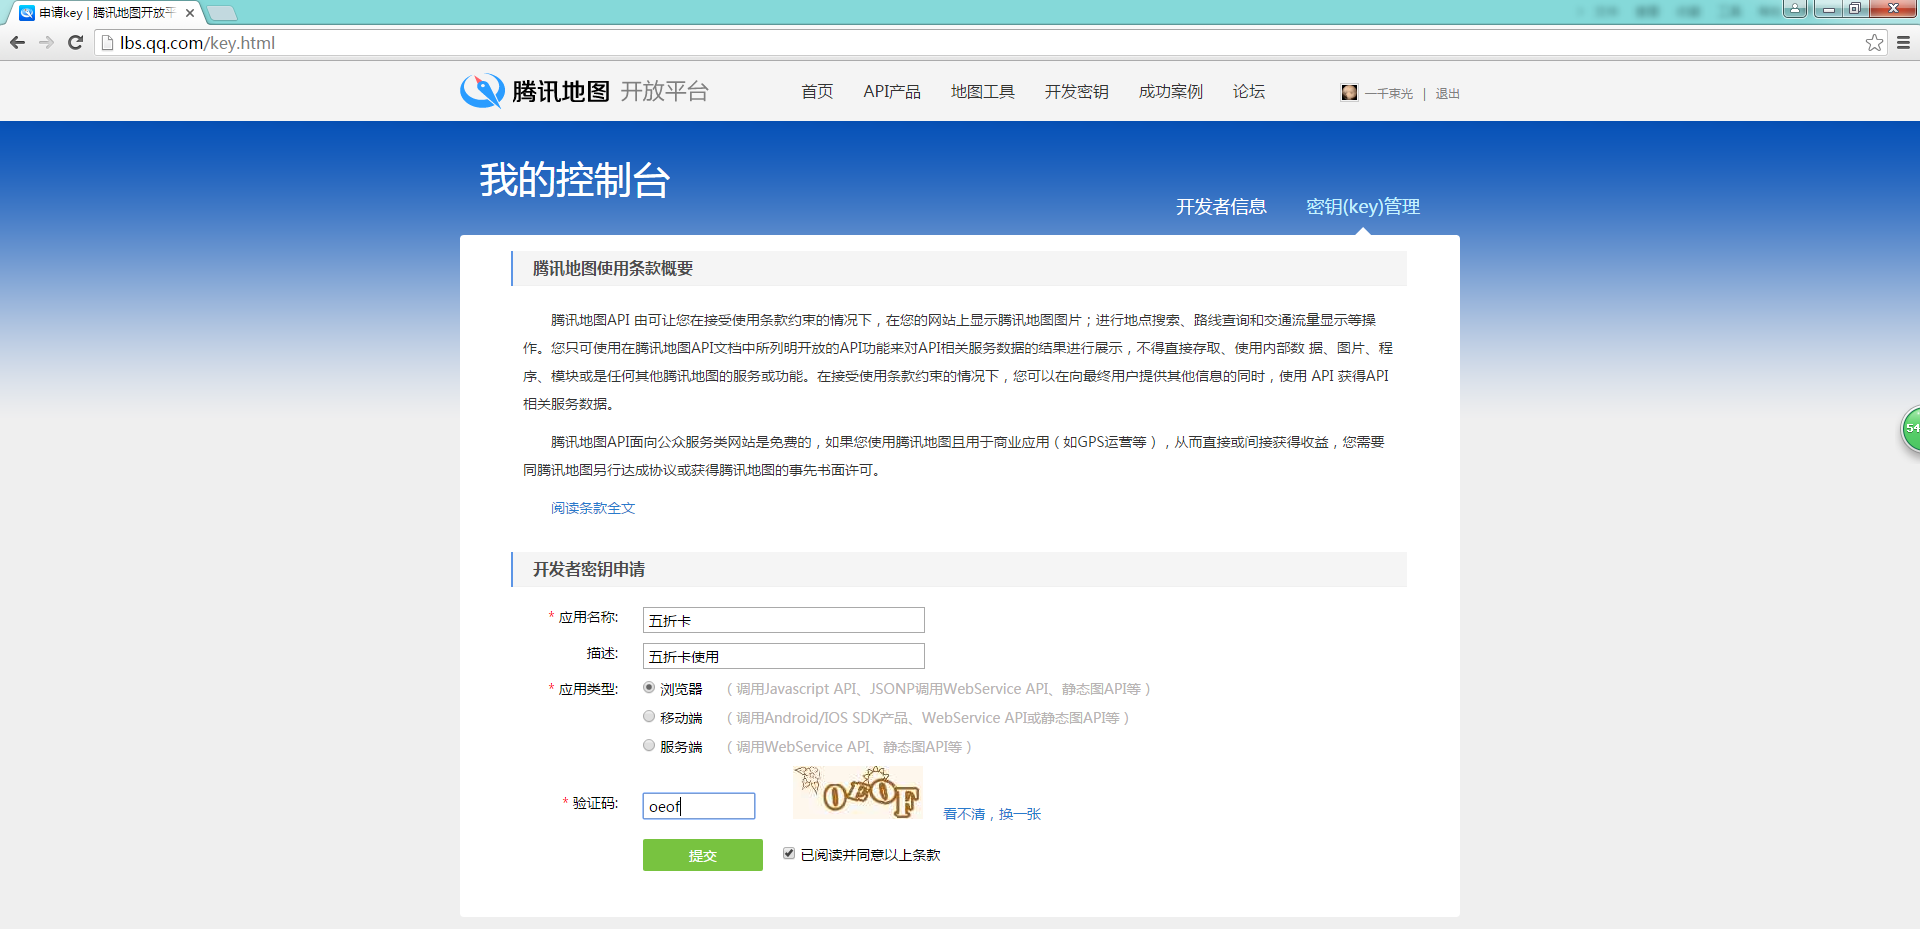 申请key | 腾讯地图开放平
lbs.qq.com/key.html
腾讯地图 开放平台
首页 API产品 地图工具 开发密钥 成功案例 论坛
一千束光 | 退出
我的控制台
开发者信息 密钥(key)管理
腾讯地图使用条款概要
腾讯地图API 由可让您在接受使用条款约束的情况下，在您的网站上显示腾讯地图图片；进行地点搜索、路线查询和交通流量显示等操
作。您只可使用在腾讯地图API文档中所列明开放的API功能来对API相关服务数据的结果进行展示，不得直接存取、使用内部数 据、图片、程
序、模块或是任何其他腾讯地图的服务或功能。在接受使用条款约束的情况下，您可以在向最终用户提供其他信息的同时，使用 API 获得API
相关服务数据。
腾讯地图API面向公众服务类网站是免费的，如果您使用腾讯地图且用于商业应用（如GPS运营等），从而直接或间接获得收益，您需要
同腾讯地图另行达成协议或获得腾讯地图的事先书面许可。
阅读条款全文
开发者密钥申请
* 应用名称: 五折卡
描述: 五折卡使用
* 应用类型: 浏览器 （调用Javascript API、JSONP调用WebService API、静态图API等）
移动端 （调用Android/IOS SDK产品、WebService API或静态图API等）
服务端 （调用WebService API、静态图API等）
* 验证码: oeof OEOF 看不清，换一张
提交 已阅读并同意以上条款
54